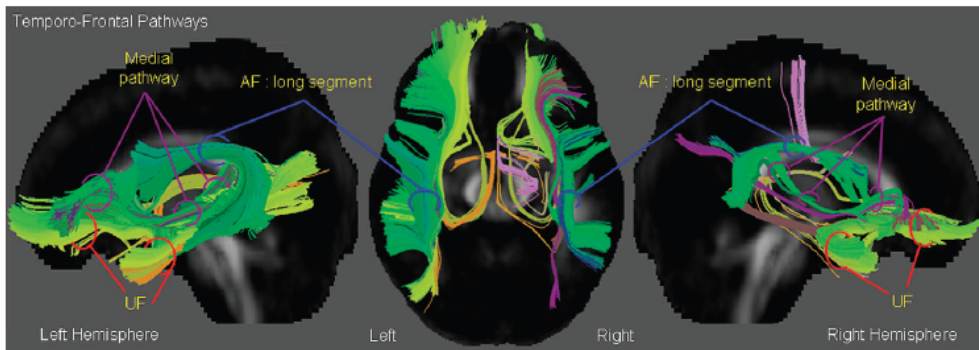 Temporo-Frontal Pathways
Medial
pathway
AF : long segment
AF : long segment
Medial
pathway
UF
UF
Left Hemisphere
Left
Right
Right Hemisphere